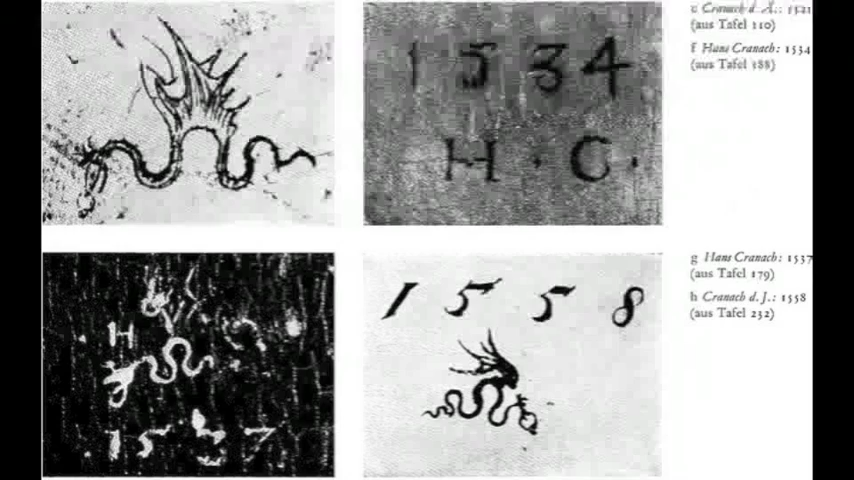 e Cranach d. Ä.: 1521
(aus Tafel 110)
f Hans Cranach: 1534
(aus Tafel 188)
1534
H · C ·
g Hans Cranach: 1537
(aus Tafel 179)
h Cranach d. J.: 1558
(aus Tafel 232)
H C
1537
1558